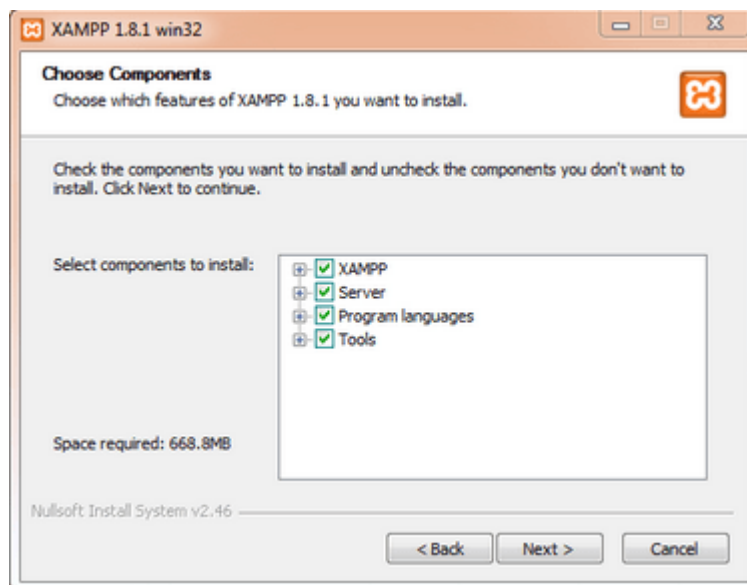 XAMPP 1.8.1 win32
Choose Components
Choose which features of XAMPP 1.8.1 you want to install.
Check the components you want to install and uncheck the components you don't want to
install. Click Next to continue.
Select components to install:
XAMPP
Server
Program languages
Tools
Space required: 668.8MB
Nullsoft Install System v2.46
< Back
Next >
Cancel